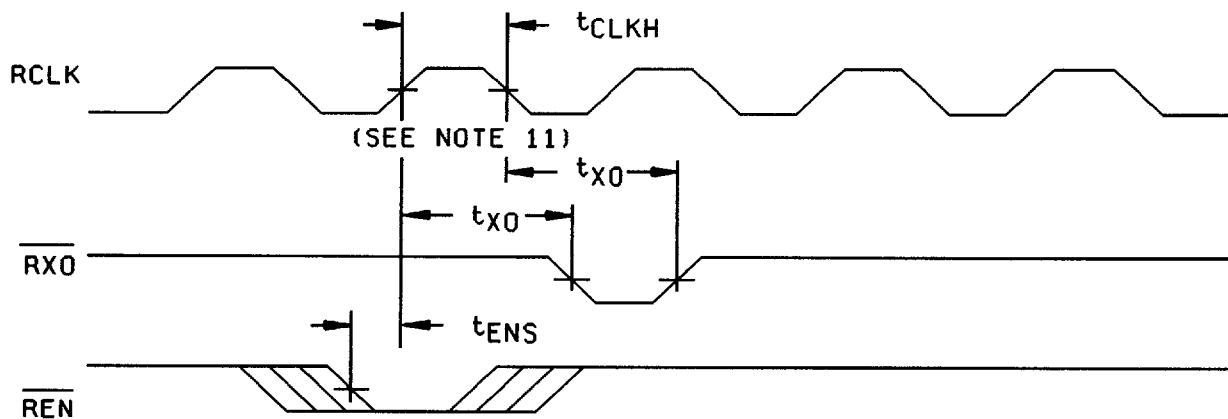 tCLKH
RCLK
(SEE NOTE 11)
tXO
tXO
RXO
tENS
REN